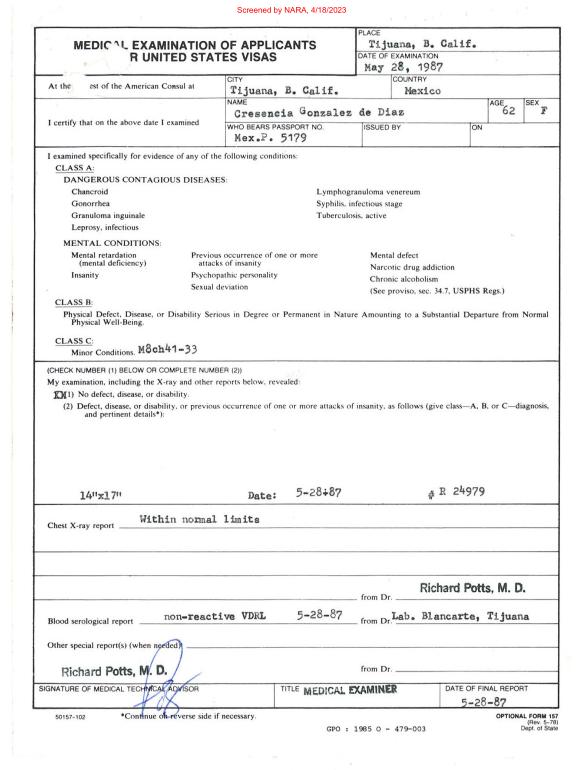 Screened by NARA, 4/18/2023
MEDICAL EXAMINATION OF APPLICANTS
R UNITED STATES VISAS
PLACE
Tijuana, B. Calif.
DATE OF EXAMINATION
May 28, 1987
At the est of the American Consul at
CITY
Tijuana, B. Calif.
COUNTRY
Mexico
I certify that on the above date I examined
NAME
Cresencia Gonzalez de Diaz
AGE
62
SEX
F
WHO BEARS PASSPORT NO.
Mex.P. 5179
ISSUED BY
ON
I examined specifically for evidence of any of the following conditions:
CLASS A:
DANGEROUS CONTAGIOUS DISEASES:
Chancroid Lymphogranuloma venereum
Gonorrhea Syphilis, infectious stage
Granuloma inguinale Tuberculosis, active
Leprosy, infectious
MENTAL CONDITIONS:
Mental retardation
(mental deficiency)
Insanity
Previous occurrence of one or more
attacks of insanity
Psychopathic personality
Sexual deviation
Mental defect
Narcotic drug addiction
Chronic alcoholism
(See proviso, sec. 34.7, USPHS Regs.)
CLASS B:
Physical Defect, Disease, or Disability Serious in Degree or Permanent in Nature Amounting to a Substantial Departure from Normal
Physical Well-Being.
CLASS C:
Minor Conditions. M8ch41-33
(CHECK NUMBER (1) BELOW OR COMPLETE NUMBER (2))
My examination, including the X-ray and other reports below, revealed:
(1) No defect, disease, or disability.
(2) Defect, disease, or disability, or previous occurrence of one or more attacks of insanity, as follows (give class—A, B, or C—diagnosis,
and pertinent details*):
14"x17" Date: 5-28-87 # R 24979
Chest X-ray report Within normal limits
from Dr. Richard Potts, M. D.
Blood serological report non-reactive VDRL 5-28-87 from Dr. Lab. Blancarte, Tijuana
Other special report(s) (when needed)
Richard Potts, M. D. from Dr.
SIGNATURE OF MEDICAL TECHNICAL ADVISOR
TITLE MEDICAL EXAMINER
DATE OF FINAL REPORT
5-28-87
50157-102 *Continue on reverse side if necessary.
OPTIONAL FORM 157
(Rev. 5-78)
Dept. of State
GPO : 1985 O - 479-003